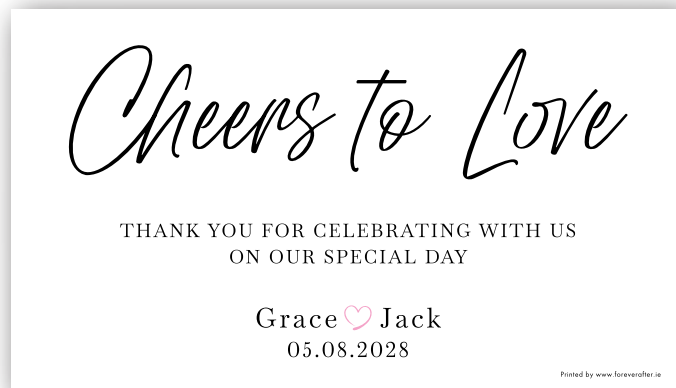 Cheers to Love
THANK YOU FOR CELEBRATING WITH US
ON OUR SPECIAL DAY
Grace Jack
05.08.2028
Printed by www.foreverafter.ie